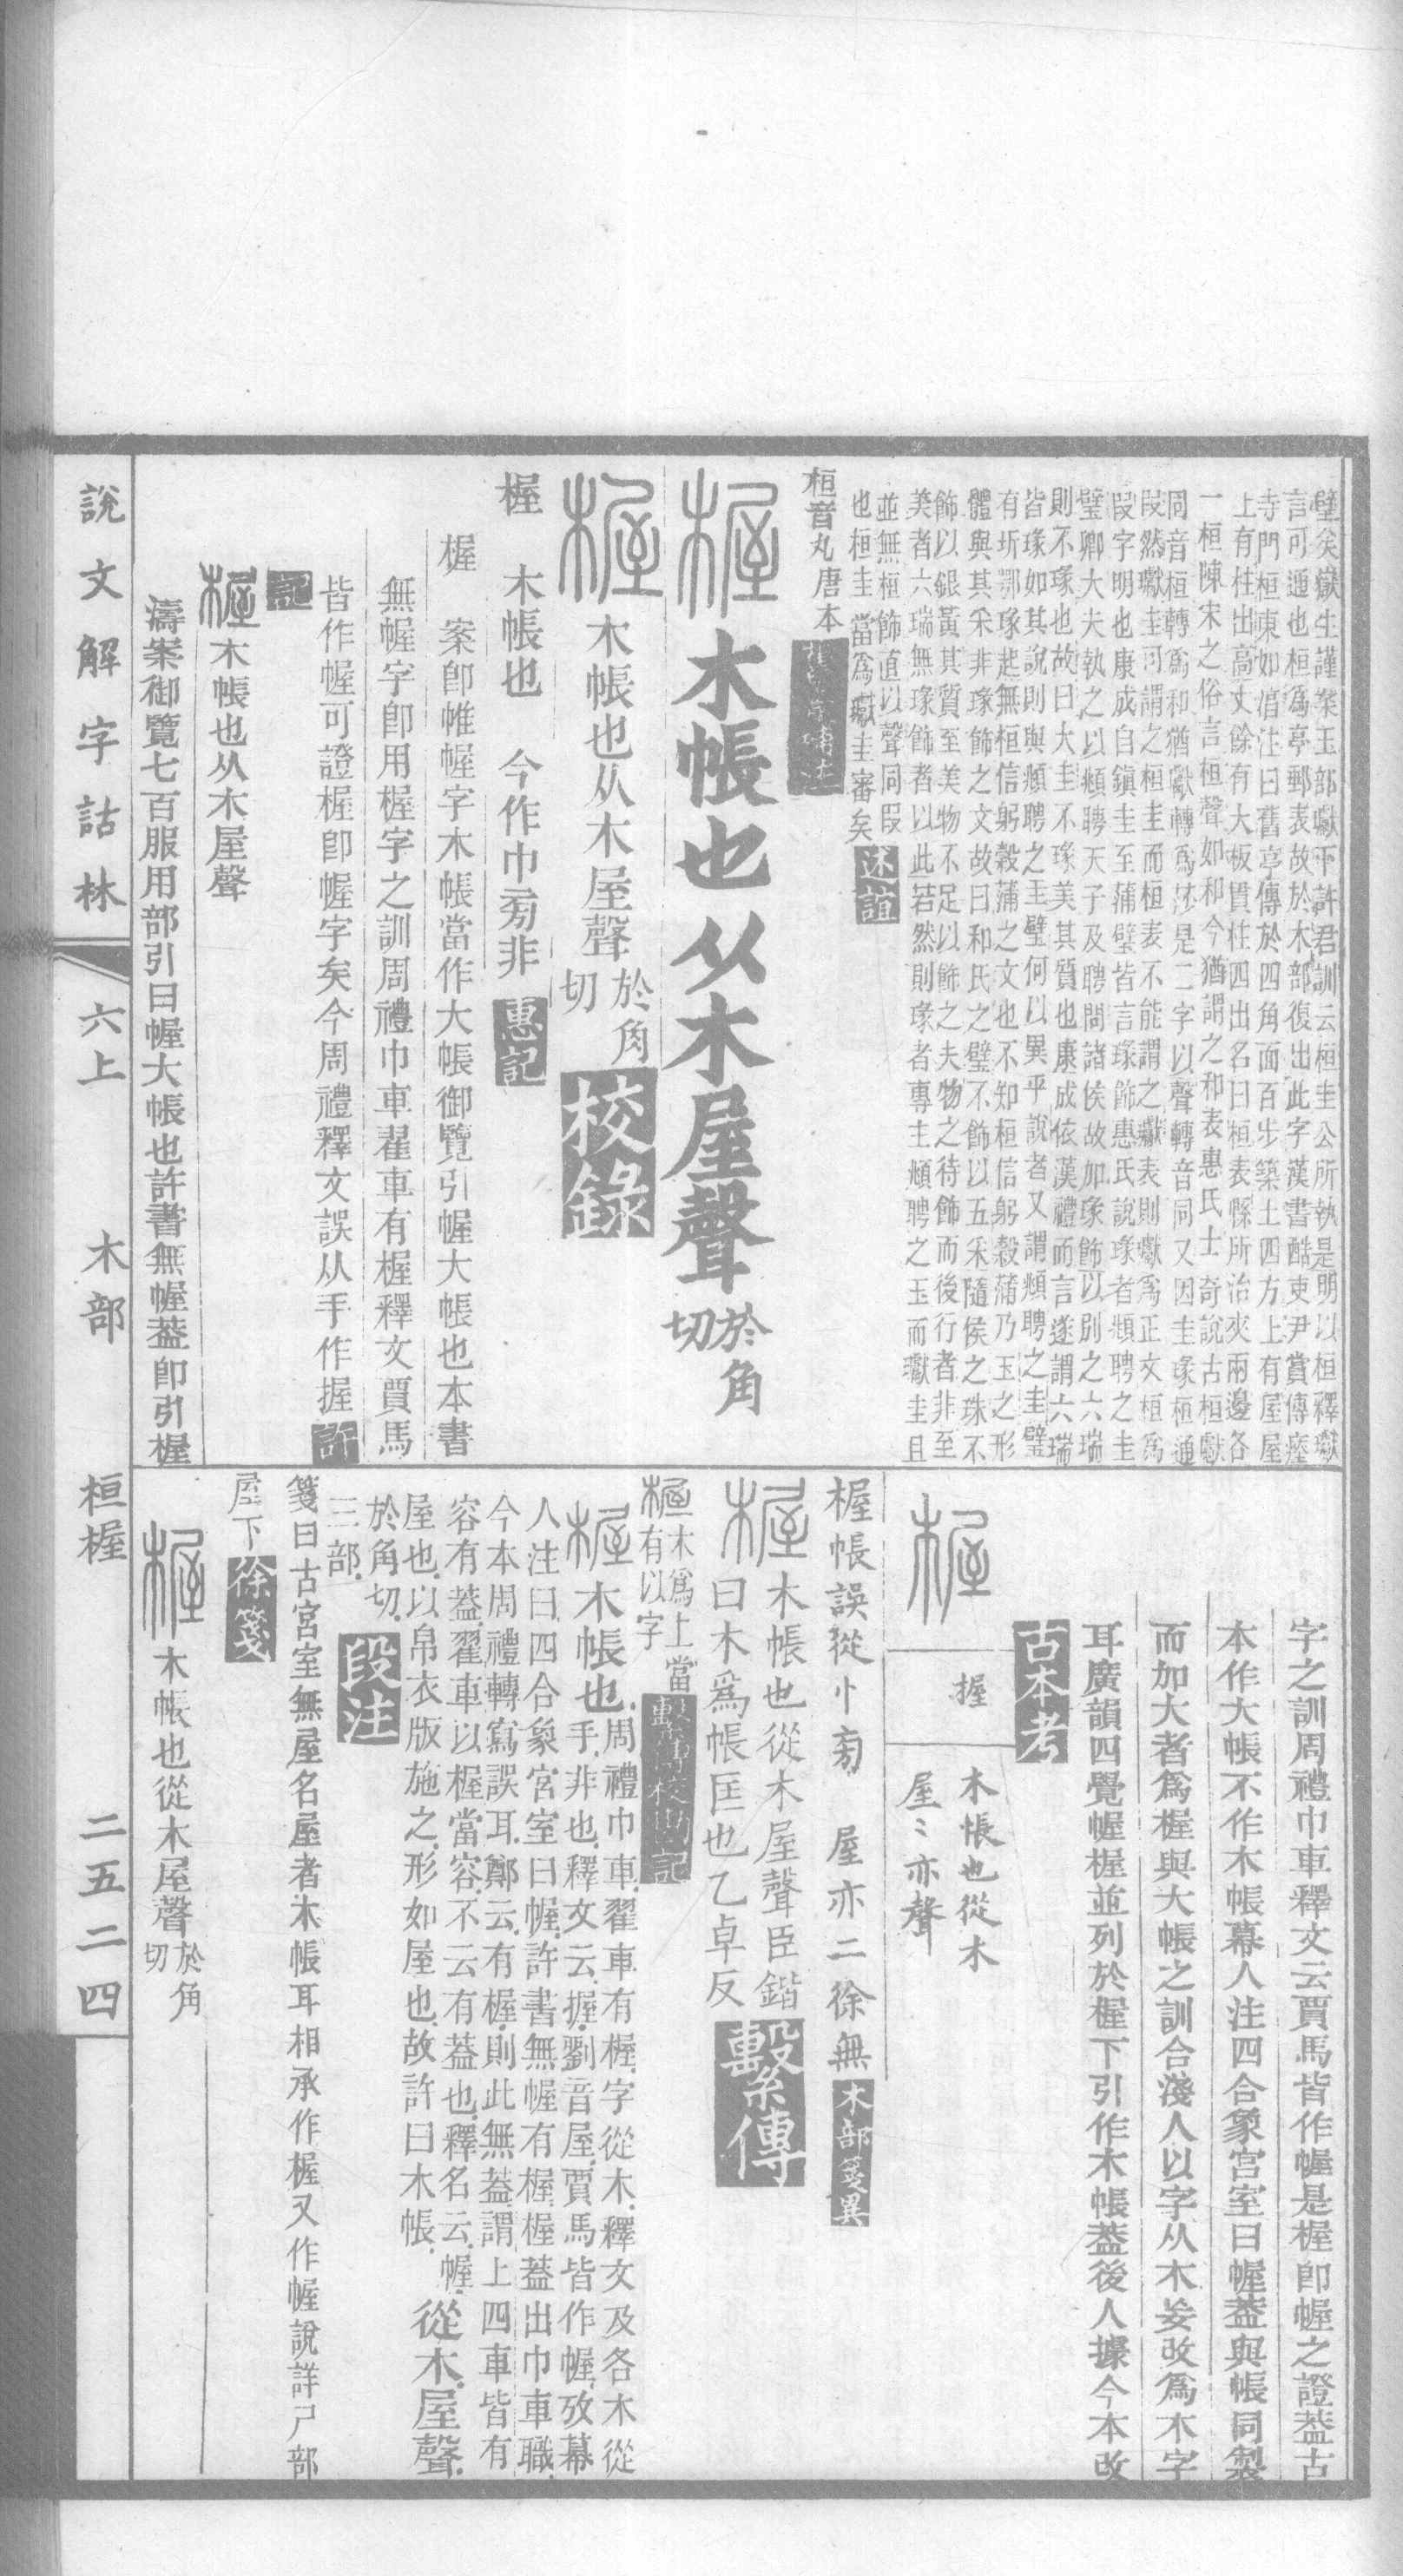 壁矣嶽生謹案玉部瓛下許君訓云桓圭公所執是明以桓釋瓛
言可通也桓爲亭郵表故於木部復出此字漢書酷吏尹賞傳瘞
寺門桓東如淳注曰舊亭傳於四角面百步築土四方上有屋屋
上有柱出高丈餘有大板貫柱四出名曰桓表縣所治夾兩邊各
一桓陳宋之俗言桓聲如和今猶謂之和表惠氏士奇說古桓獻
同音桓轉爲和猶獻轉爲莎是二字以聲轉音同又因圭瑑桓通
段然瓛圭可謂之桓圭而桓表不能謂之瓛表則瓛爲正文桓爲
段字明也康成自鎭圭至蒲璧皆言瑑飾惠氏說瑑者頫聘之圭
璧卿大夫執之以頫聘天子及聘問諸侯故加瑑飾以別之六瑞
則不瑑也故曰大圭不瑑美其質也康成依漢禮而言遂謂六瑞
皆瑑如其說則與頫聘之圭璧何以異乎說者又謂頫聘之圭璧
有圻鄂瑑起無桓信躬穀蒲之文也不知桓信躬穀蒲乃玉之形
體與其采非瑑飾之文故曰和氏之璧不飾以五采隨侯之珠不
飾以銀黃其質至美物不足以飾之夫物之待飾而後行者非至
美者六瑞無瑑飾者以此若然則瑑者專主頫聘之玉而瓛圭且
並無桓飾直以聲同段
也桓圭當爲瓛圭審矣 述誼
桓音丸唐本
楃 木帳也从木屋聲 於角切
楃 木帳也从木屋聲 於角切 校錄
楃 木帳也 今作巾旁非 惠記
楃 案卽帷幄字木帳當作大帳御覽引幄大帳也本書
無幄字卽用楃字之訓周禮巾車翟車有楃釋文賈馬
皆作幄可證楃卽幄字矣今周禮釋文誤从手作握 許
記
楃 木帳也从木屋聲
濤案御覽七百服用部引曰幄大帳也許書無幄葢卽引楃
字之訓周禮巾車釋文云賈馬皆作幄是楃卽幄之證葢古
本作大帳不作木帳幕人注四合象宮室曰幄葢與帳同製
而加大者爲楃與大帳之訓合淺人以字从木妄改爲木字
耳廣韻四覺幄楃並列於楃下引作木帳葢後人據今本改
古本考
楃 握 木帳也從木
屋屋亦聲
楃帳誤從忄旁 屋亦二徐無 木部箋異
楃 木帳也從木屋聲臣鍇
曰木爲帳匡也乙卓反 繫傳
楃 木爲上當
有以字 繫傳校勘記
楃 木帳也 周禮巾車翟車有楃字從木釋文及各木從
手非也釋文云握劉音屋賈馬皆作幄攷幕
人注曰四合象宮室曰幄許書無幄有楃楃葢出巾車職
今本周禮轉寫誤耳鄭云有楃則此無葢謂上四車皆有
容有葢翟車以楃當容不云有葢也釋名云幄
屋也以帛衣版施之形如屋也故許曰木帳 從木屋聲
於角切
三部 段注
箋曰古宮室無屋名屋者木帳耳相承作楃又作幄說詳尸部
屋下 徐箋
楃 木帳也從木屋聲 於角切
說文解字詁林 六上 木部 桓楃 二五二四